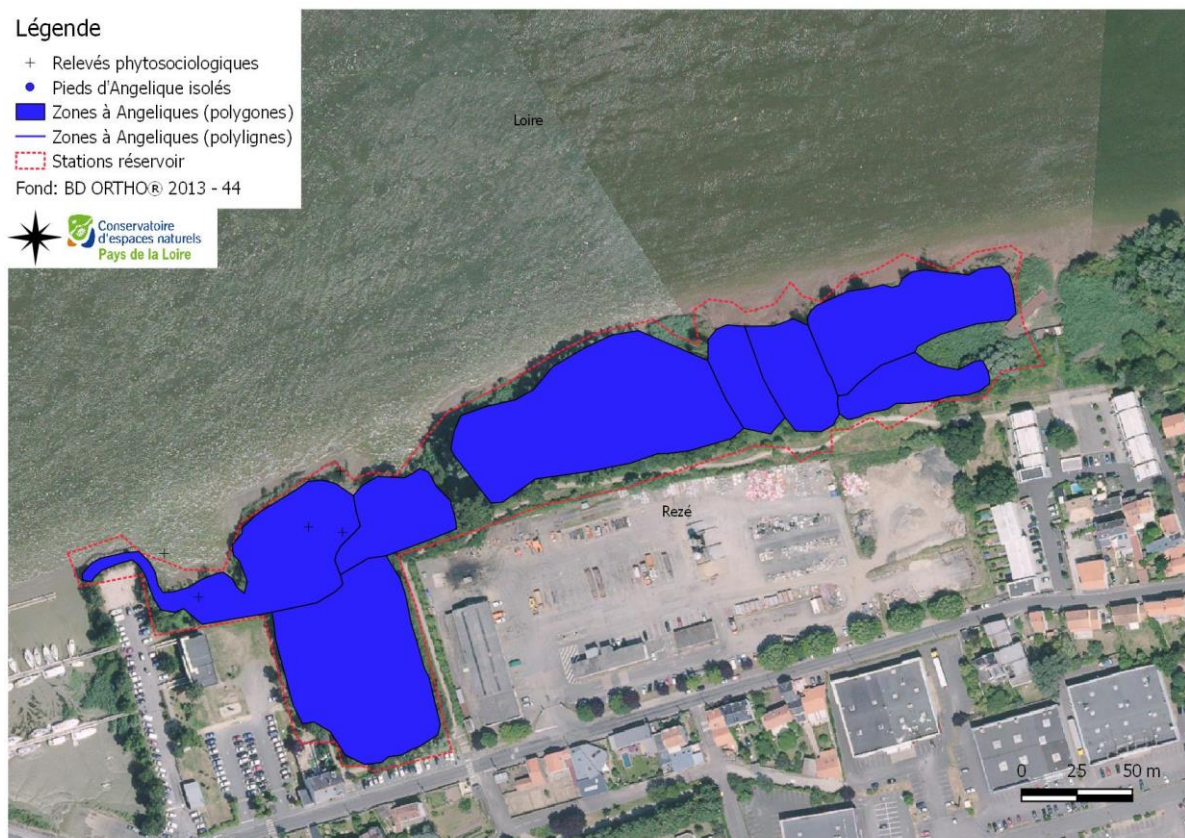 Légende
Relevés phytosociologiques
Pieds d'Angelique isolés
Zones à Angeliques (polygones)
Zones à Angeliques (polylignes)
Stations réservoir
Fond: BD ORTHO® 2013 - 44
Conservatoire
d'espaces naturels
Pays de la Loire
Loire
Rezé
0 25 50 m